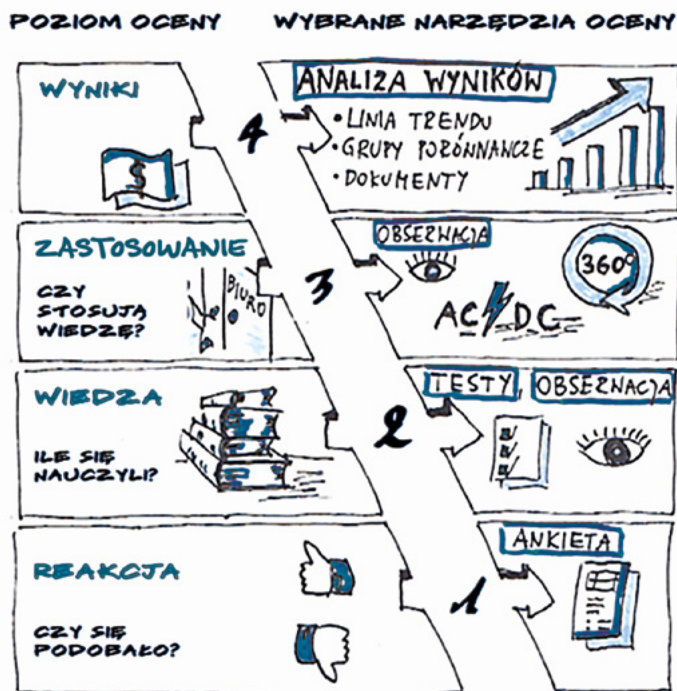 POZIOM OCENY
WYBRANE NARZĘDZIA OCENY
WYNIKI
$
4
ANALIZA WYNIKÓW
• LINIA TRENDU
• GRUPY PORÓWNANCZE
• DOKUMENTY
ZASTOSOWANIE
CZY
STOSUJĄ
WIEDZĘ?
BIURO
3
OBSERWACJA
360°
AC DC
WIEDZA
ILE SIĘ
NAUCZYLI?
2
TESTY, OBSERWACJA
REAKCJA
CZY SIĘ
PODOBAŁO?
1
ANKIETA